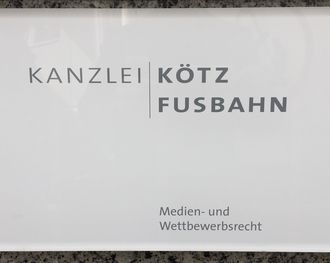 KANZLEI KÖTZ
FUSBAHN
Medien- und
Wettbewerbsrecht